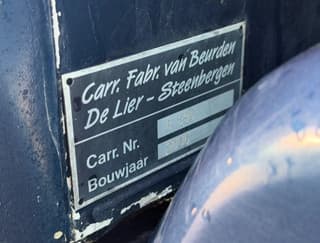 Carr. Fabr. van Beurden
De Lier - Steenbergen
Carr. Nr.
Bouwjaar